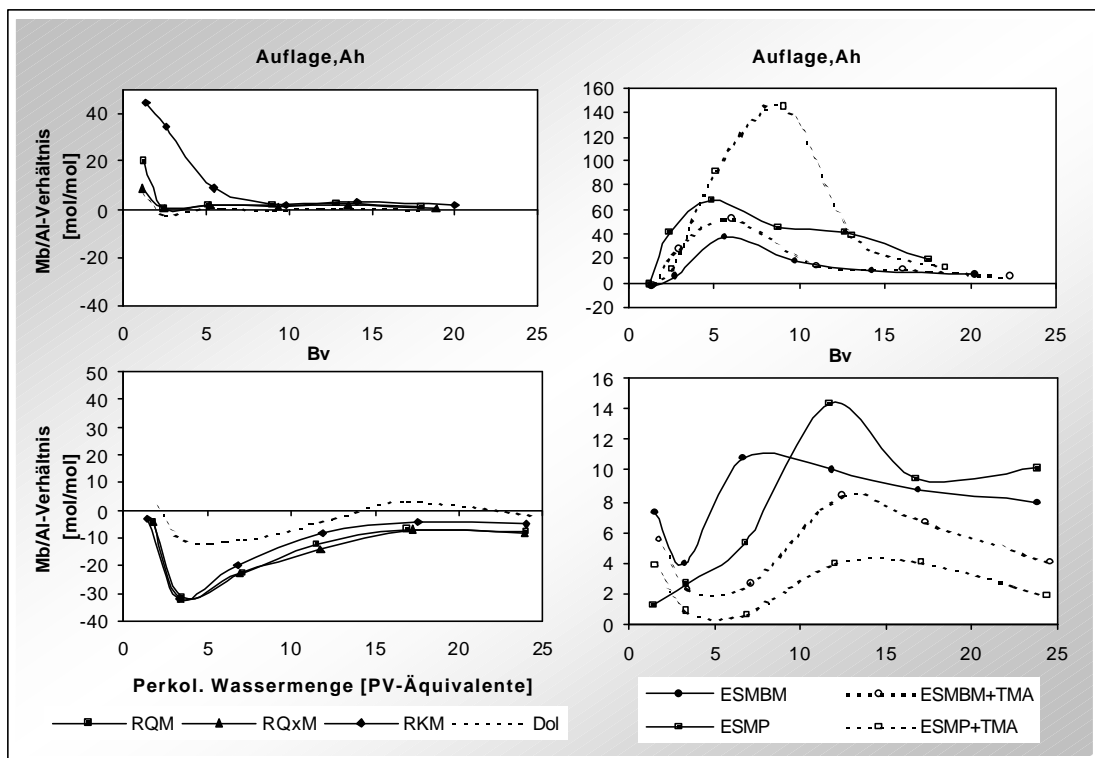 Auflage,Ah
Auflage,Ah
Mb/Al-Verhältnis
[mol/mol]
40
20
0
-20
-40
0 5 10 15 20 25
160
140
120
100
80
60
40
20
0
-20
0 5 10 15 20 25
Bv
Bv
Mb/Al-Verhältnis
[mol/mol]
50
40
30
20
10
0
-10
-20
-30
-40
0 5 10 15 20 25
16
14
12
10
8
6
4
2
0
0 5 10 15 20 25
Perkol. Wassermenge [PV-Äquivalente]
RQM RQxM RKM Dol
ESMBM ESMBM+TMA
ESMP ESMP+TMA